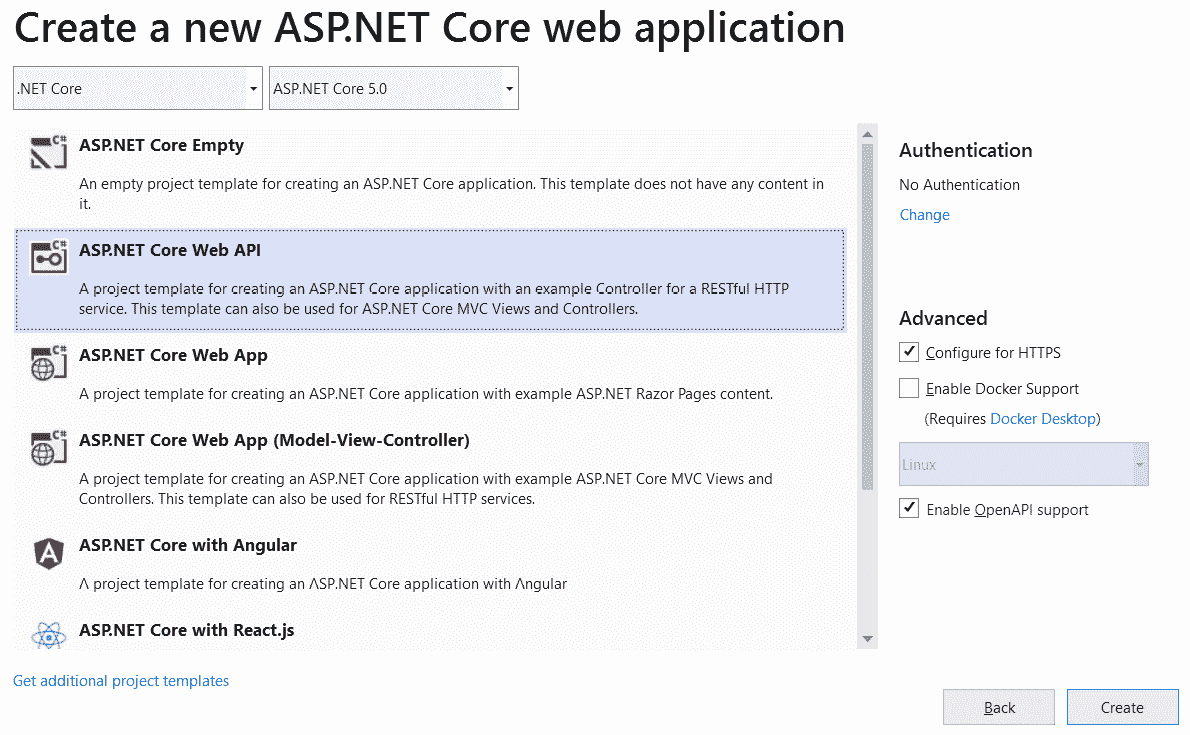 Create a new ASP.NET Core web application
.NET Core
ASP.NET Core 5.0
C#
ASP.NET Core Empty
An empty project template for creating an ASP.NET Core application. This template does not have any content in
it.
C#
ASP.NET Core Web API
A project template for creating an ASP.NET Core application with an example Controller for a RESTful HTTP
service. This template can also be used for ASP.NET Core MVC Views and Controllers.
C#
ASP.NET Core Web App
A project template for creating an ASP.NET Core application with example ASP.NET Razor Pages content.
C#
ASP.NET Core Web App (Model-View-Controller)
A project template for creating an ASP.NET Core application with example ASP.NET Core MVC Views and
Controllers. This template can also be used for RESTful HTTP services.
A
ASP.NET Core with Angular
A project template for creating an ASP.NET Core application with Angular
ASP.NET Core with React.js
Get additional project templates
Authentication
No Authentication
Change
Advanced
Configure for HTTPS
Enable Docker Support
(Requires Docker Desktop)
Linux
Enable OpenAPI support
Back
Create